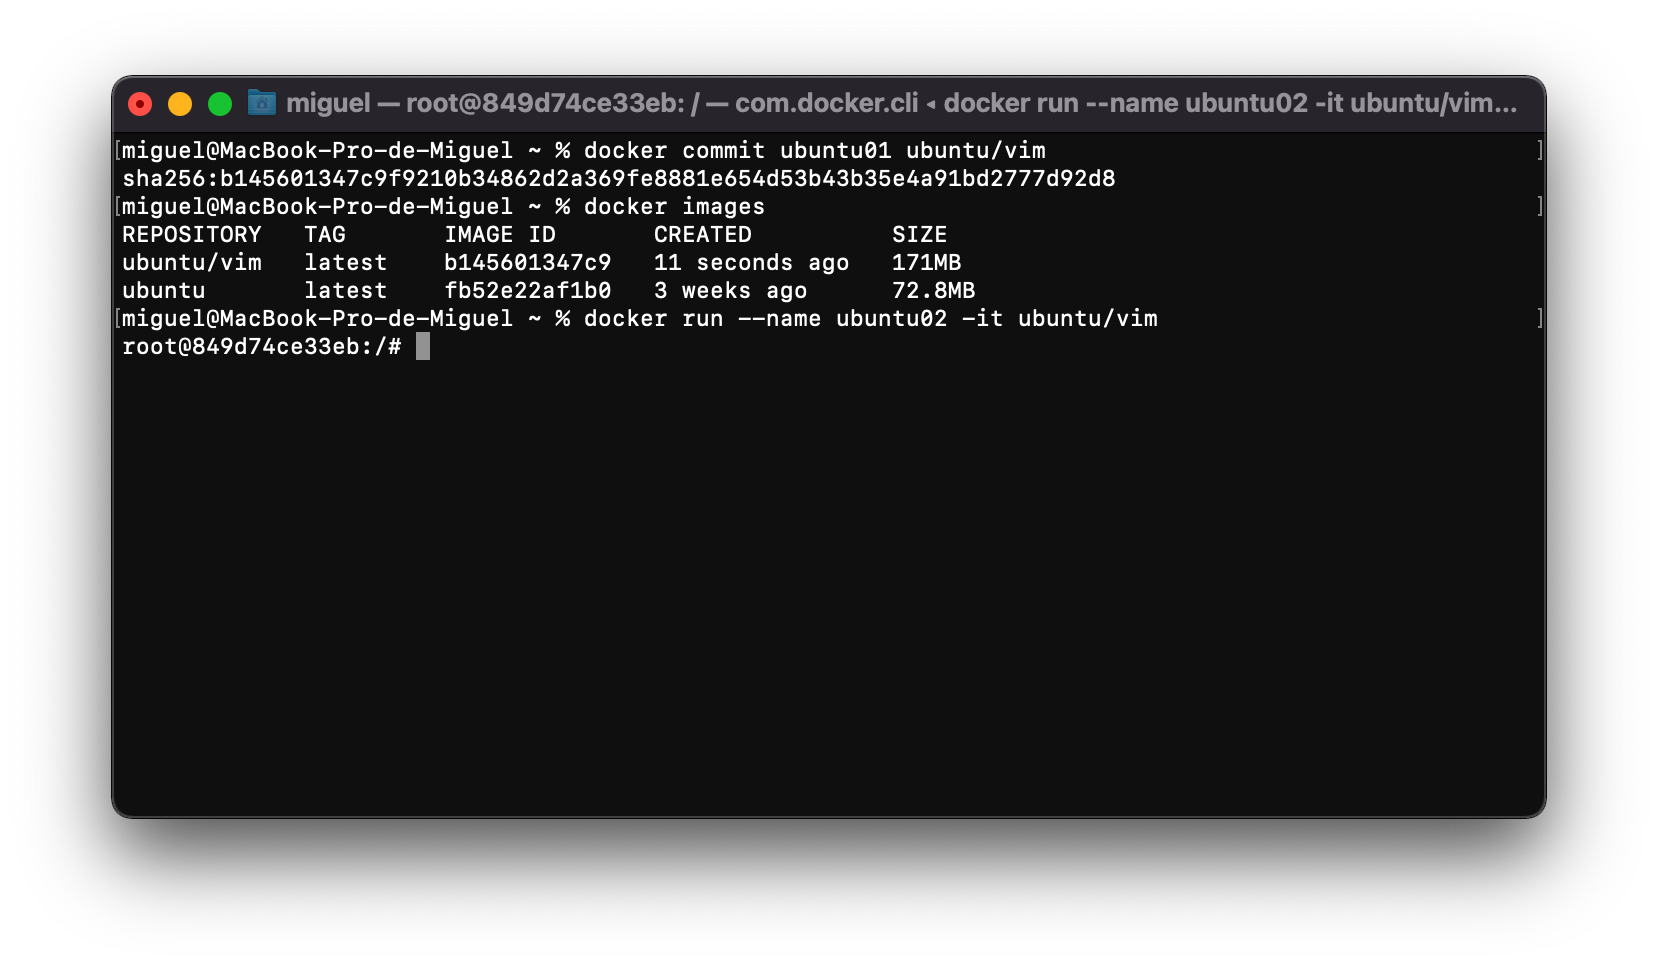 miguel — root@849d74ce33eb: / — com.docker.cli ◂ docker run --name ubuntu02 -it ubuntu/vim...
[miguel@MacBook-Pro-de-Miguel ~ % docker commit ubuntu01 ubuntu/vim ]
sha256:b145601347c9f9210b34862d2a369fe8881e654d53b43b35e4a91bd2777d92d8
[miguel@MacBook-Pro-de-Miguel ~ % docker images ]
REPOSITORY   TAG       IMAGE ID       CREATED          SIZE
ubuntu/vim   latest    b145601347c9   11 seconds ago   171MB
ubuntu       latest    fb52e22af1b0   3 weeks ago      72.8MB
[miguel@MacBook-Pro-de-Miguel ~ % docker run --name ubuntu02 -it ubuntu/vim ]
root@849d74ce33eb:/#